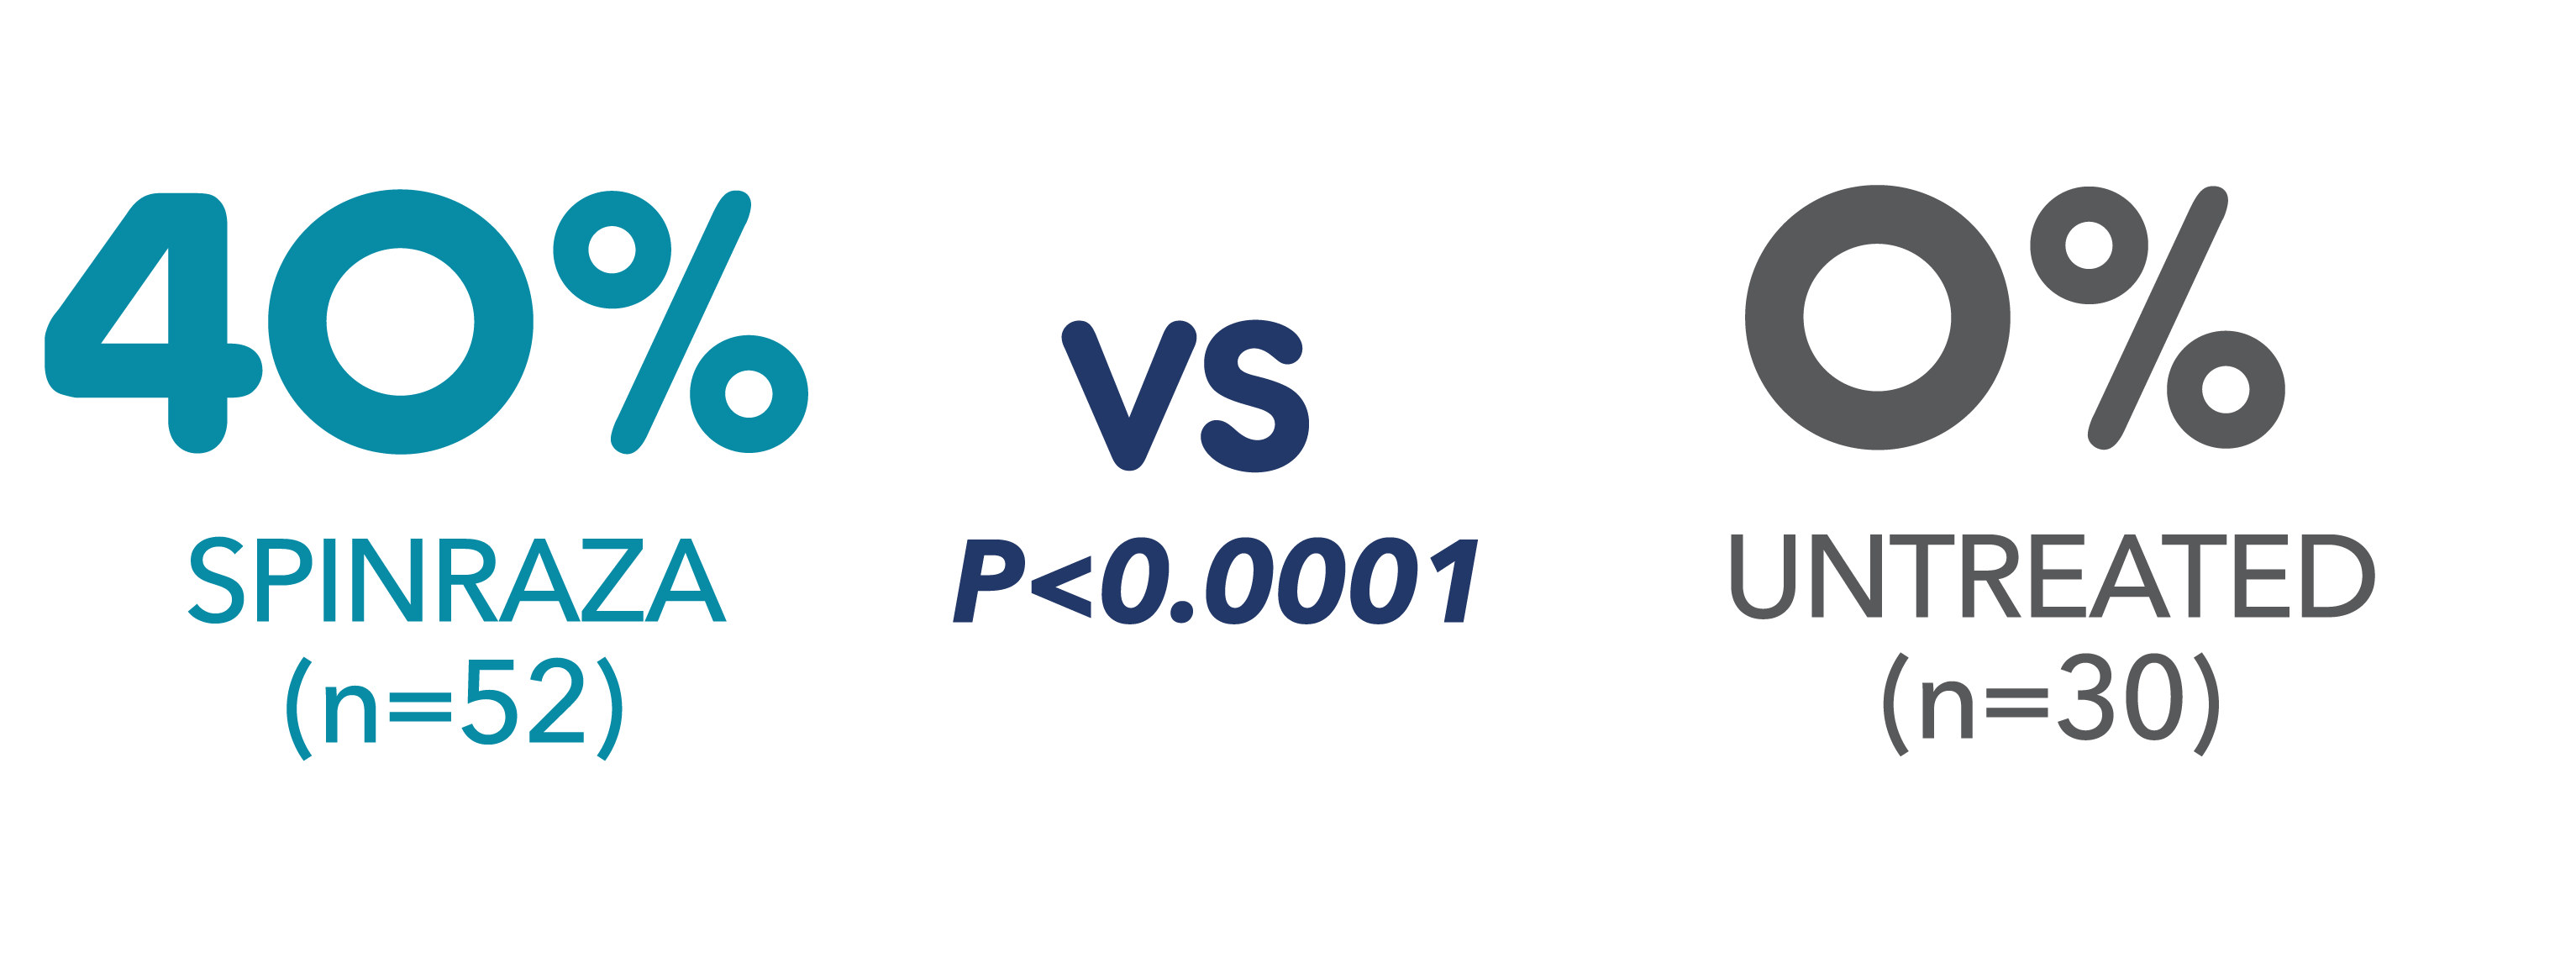 40%
SPINRAZA
(n=52)
VS
P<0.0001
0%
UNTREATED
(n=30)